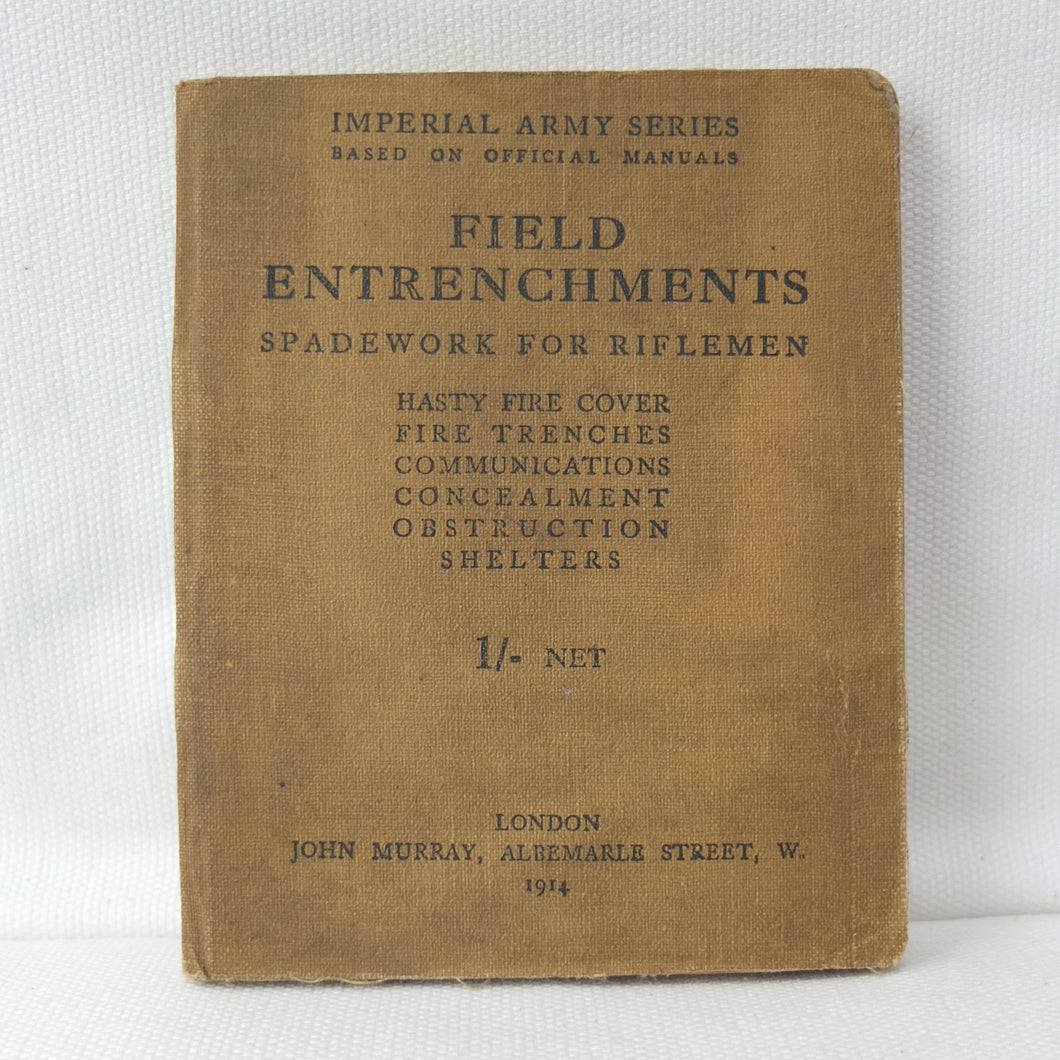 IMPERIAL ARMY SERIES
BASED ON OFFICIAL MANUALS
FIELD
ENTRENCHMENTS
SPADEWORK FOR RIFLEMEN
HASTY FIRE COVER
FIRE TRENCHES
COMMUNICATIONS
CONCEALMENT
OBSTRUCTION
SHELTERS
1/- NET
LONDON
JOHN MURRAY, ALBEMARLE STREET, W.
1914